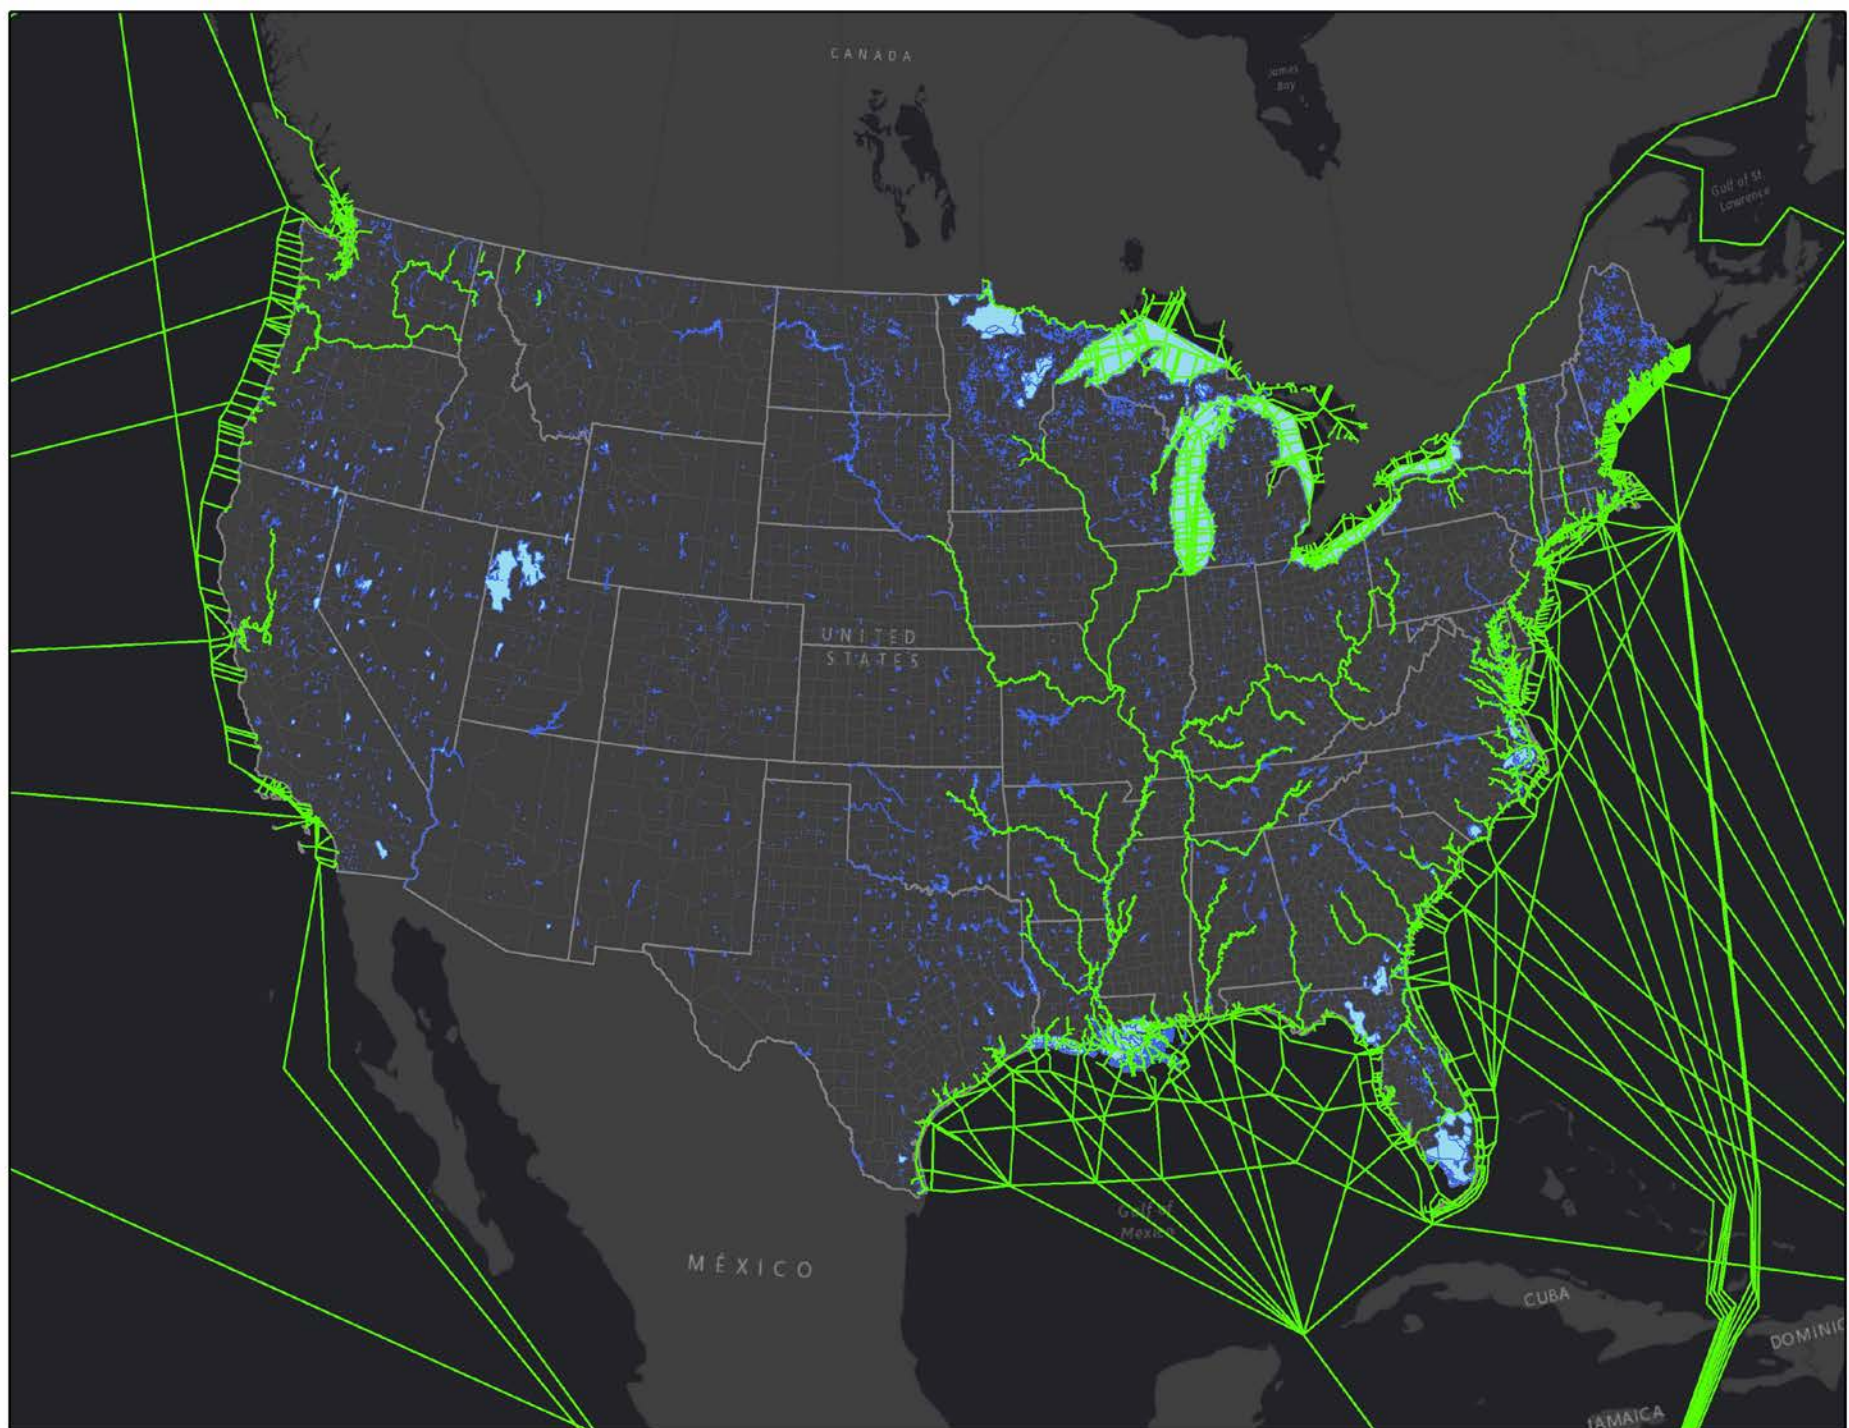 CANADA
James
Bay
Gulf of St.
Lawrence
UNITED
STATES
Gulf of
Mexico
MÉXICO
CUBA
DOMINIC
JAMAICA